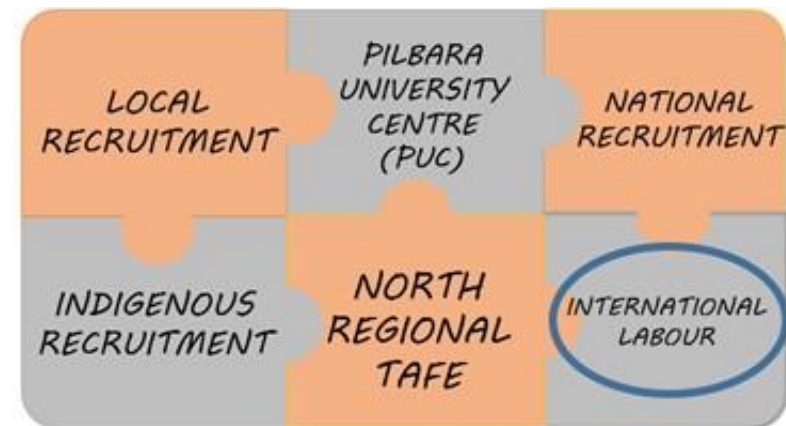 LOCAL
RECRUITMENT
PILBARA
UNIVERSITY
CENTRE
(PUC)
NATIONAL
RECRUITMENT
INDIGENOUS
RECRUITMENT
NORTH
REGIONAL
TAFE
INTERNATIONAL
LABOUR